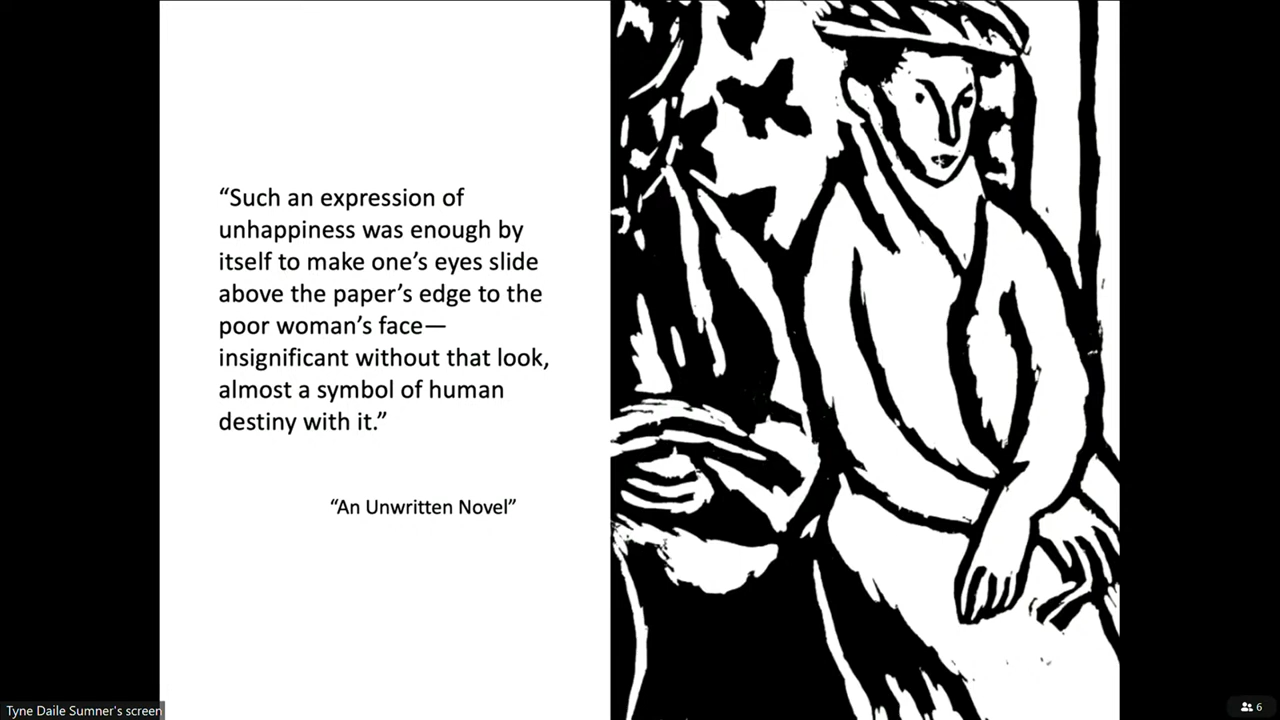 “Such an expression of
unhappiness was enough by
itself to make one’s eyes slide
above the paper’s edge to the
poor woman’s face—
insignificant without that look,
almost a symbol of human
destiny with it.”
“An Unwritten Novel”
Tyne Daile Sumner's screen
6